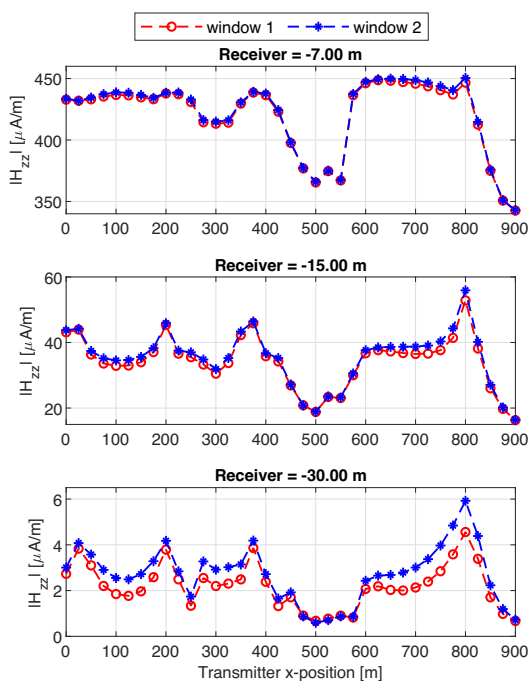 window 1 window 2
Receiver = -7.00 m
|H_zz| [μA/m]
450
400
350
0 100 200 300 400 500 600 700 800 900
Receiver = -15.00 m
|H_zz| [μA/m]
60
40
20
0 100 200 300 400 500 600 700 800 900
Receiver = -30.00 m
|H_zz| [μA/m]
6
4
2
0
0 100 200 300 400 500 600 700 800 900
Transmitter x-position [m]